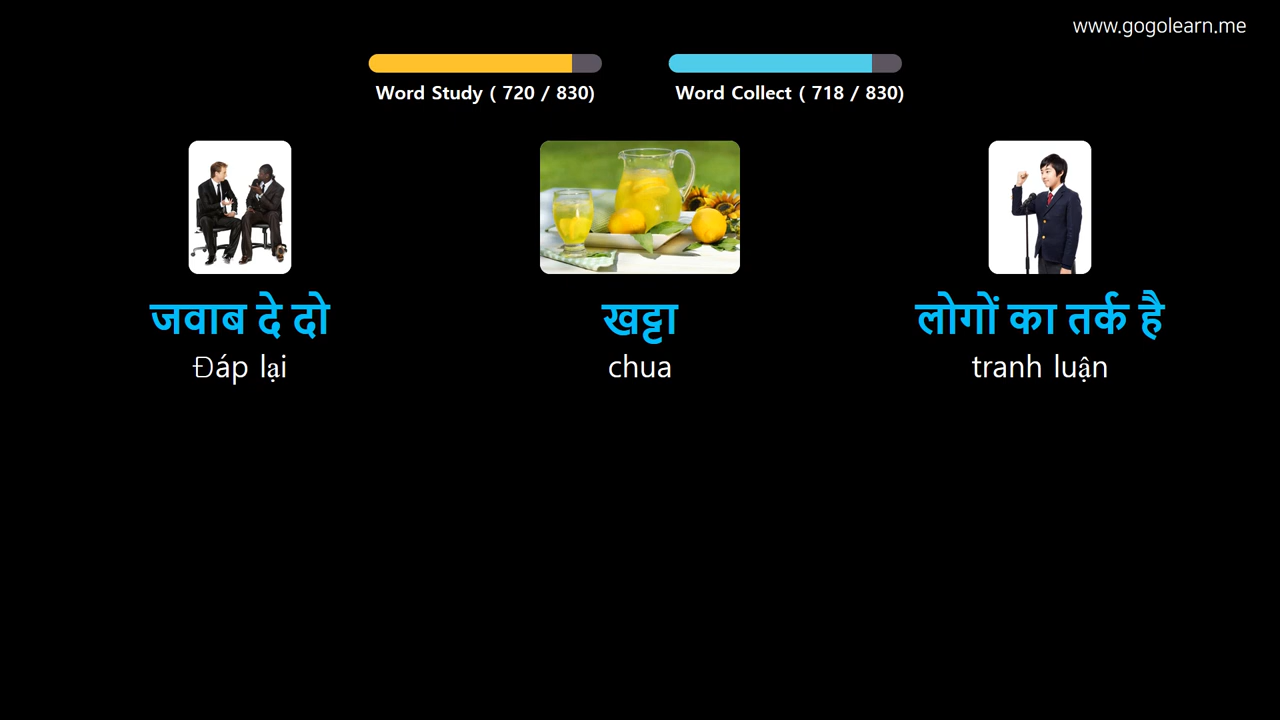 www.gogolearn.me
Word Study ( 720 / 830)
Word Collect ( 718 / 830)
जवाब दे दो
Đáp lại
खट्टा
chua
लोगों का तर्क है
tranh luận